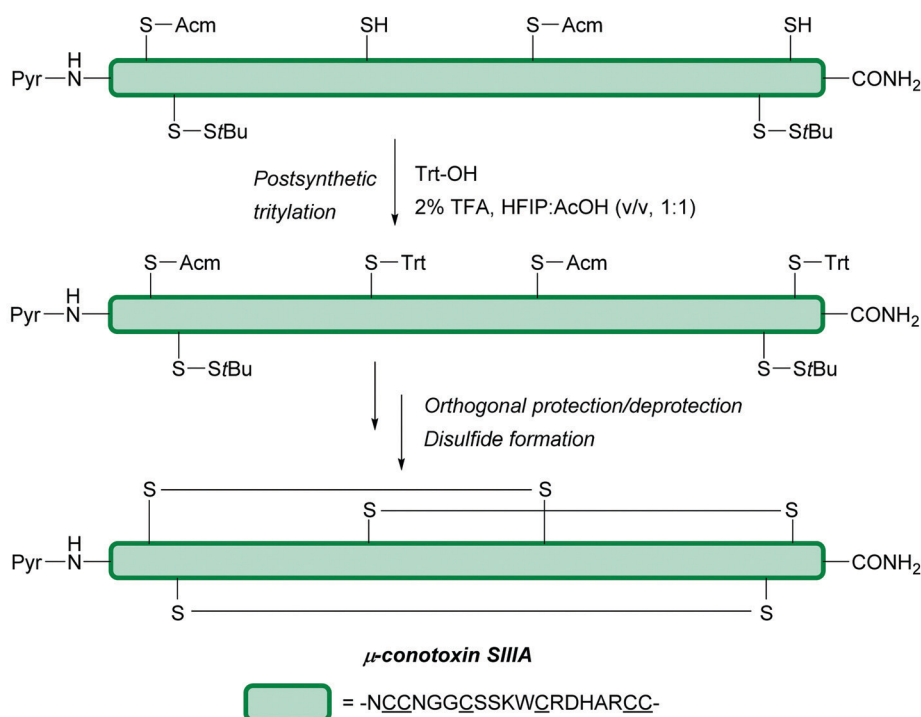 S—Acm SH S—Acm SH
Pyr—N H CONH₂
S—StBu S—StBu
Postsynthetic
tritylation
Trt-OH
2% TFA, HFIP:AcOH (v/v, 1:1)
S—Acm S—Trt S—Acm S—Trt
Pyr—N H CONH₂
S—StBu S—StBu
Orthogonal protection/deprotection
Disulfide formation
S S
S S
Pyr—N H CONH₂
S S
μ-conotoxin SIIIA
= -NCCNGGCSSKWCRDHARCC-